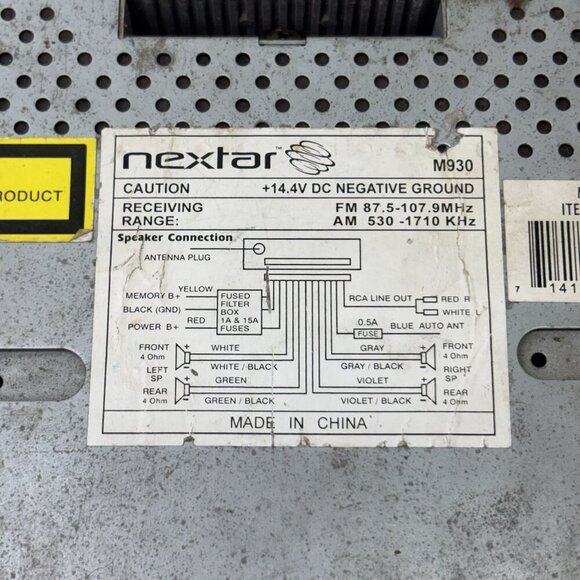 nextar™
M930
CAUTION +14.4V DC NEGATIVE GROUND
RECEIVING FM 87.5-107.9MHz
RANGE: AM 530 -1710 KHz
Speaker Connection
ANTENNA PLUG
MEMORY B+ YELLOW
BLACK (GND)
POWER B+ RED
FUSED
FILTER
BOX
1A & 15A
FUSES
RCA LINE OUT RED R
WHITE L
0.5A
FUSE
BLUE AUTO ANT
FRONT
4 Ohm
LEFT
SP
REAR
4 Ohm
+ WHITE
- WHITE / BLACK
+ GREEN
- GREEN / BLACK
GRAY +
GRAY / BLACK -
VIOLET +
VIOLET / BLACK -
FRONT
4 Ohm
RIGHT
SP
REAR
4 Ohm
MADE IN CHINA
PRODUCT
ITE
7 141